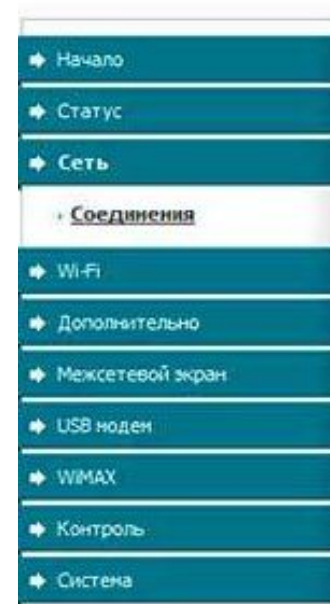 Начало
Статус
Сеть
Соединения
Wi-Fi
Дополнительно
Межсетевой экран
USB модем
WiMAX
Контроль
Система